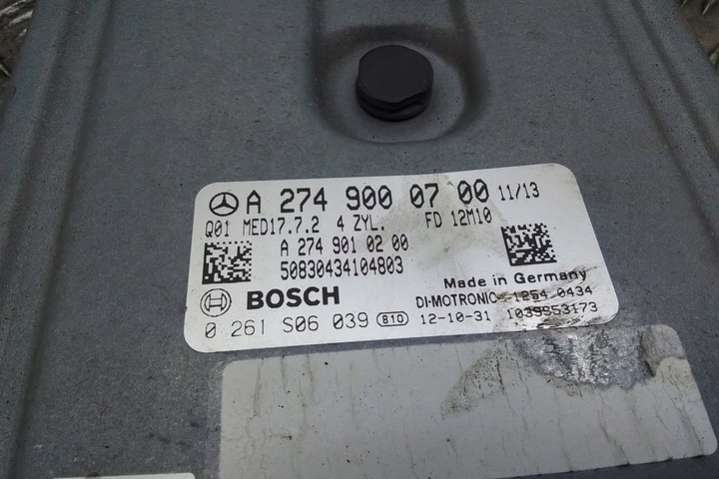 A 274 900 07 00 11/13
Q01 MED17.7.2 4 ZYL. FD 12M10
A 274 901 02 00
50830434104803
Made in Germany
BOSCH DI-MOTRONIC 1254 0434
0 261 S06 039 810 12-10-31 1039S53173